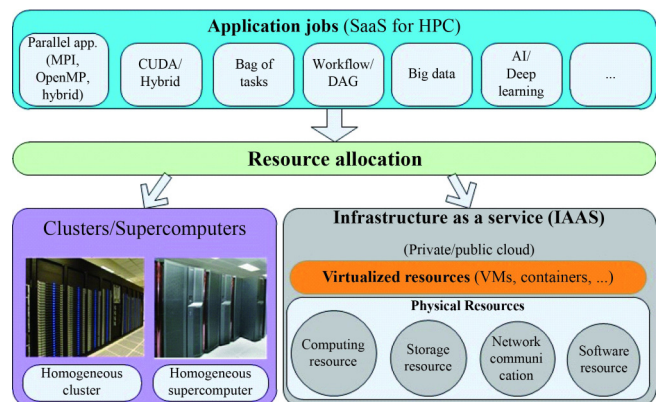 Application jobs (SaaS for HPC)
Parallel app.
(MPI,
OpenMP,
hybrid)
CUDA/
Hybrid
Bag of
tasks
Workflow/
DAG
Big data
AI/
Deep
learning
...
Resource allocation
Clusters/Supercomputers
Homogeneous
cluster
Homogeneous
supercomputer
Infrastructure as a service (IAAS)
(Private/public cloud)
Virtualized resources (VMs, containers, ...)
Physical Resources
Computing
resource
Storage
resource
Network
communi
cation
Software
resource